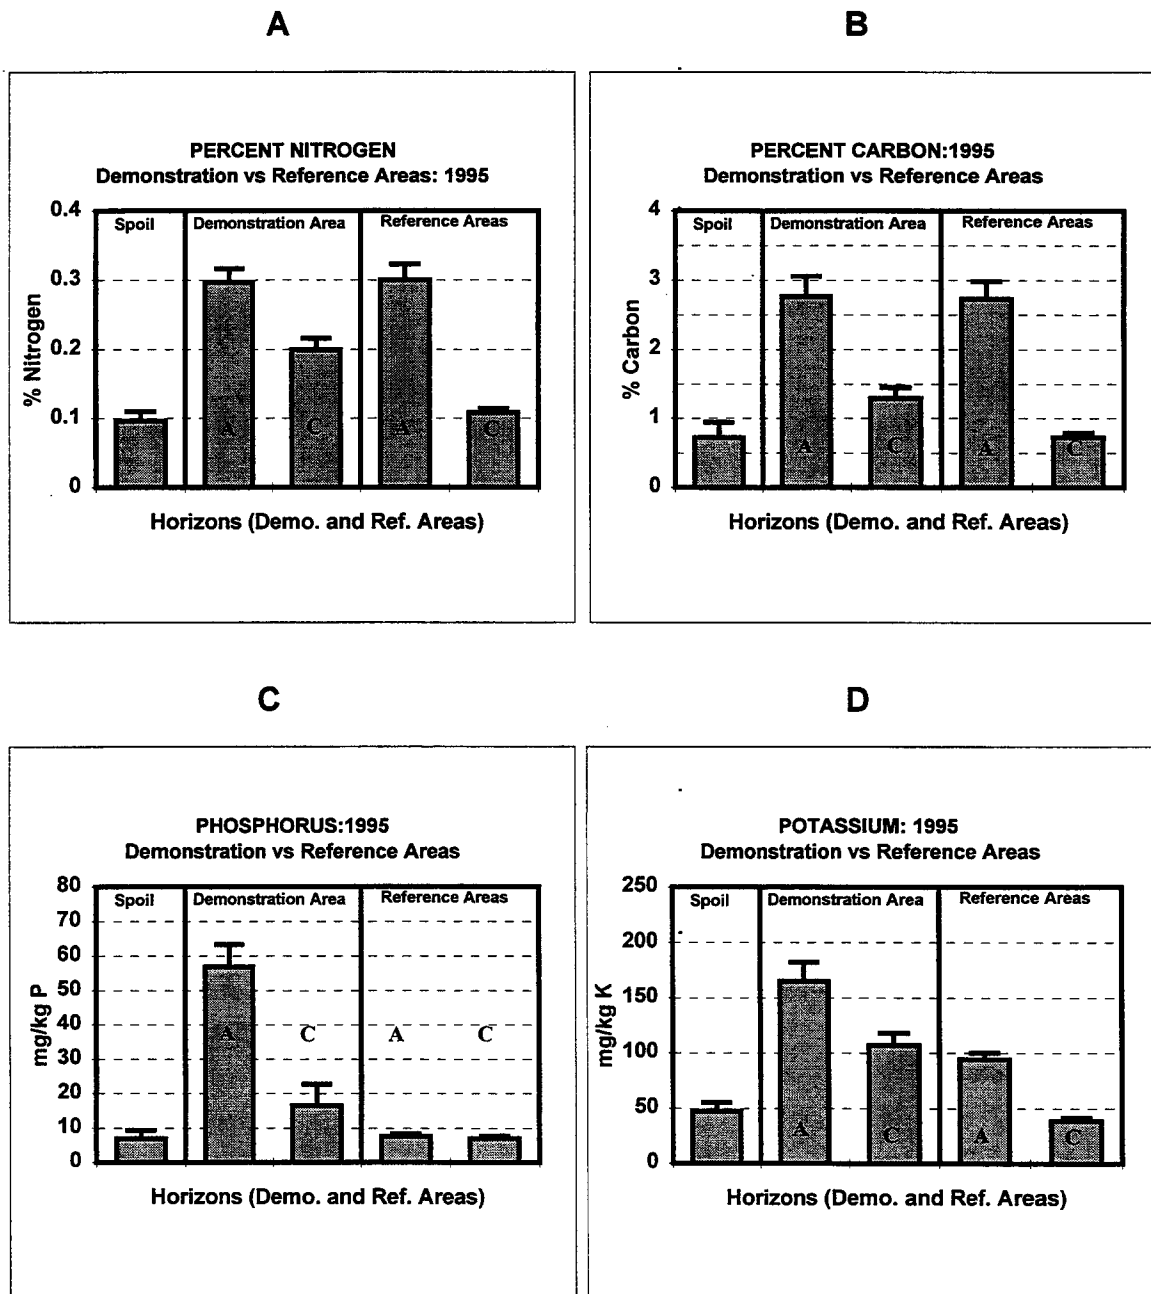 A
B
PERCENT NITROGEN
Demonstration vs Reference Areas: 1995
0.4
0.3
0.2
0.1
0
% Nitrogen
Spoil
Demonstration Area
Reference Areas
A
C
A
C
Horizons (Demo. and Ref. Areas)
PERCENT CARBON:1995
Demonstration vs Reference Areas
4
3
2
1
0
% Carbon
Spoil
Demonstration Area
Reference Areas
A
C
A
C
Horizons (Demo. and Ref. Areas)
C
D
PHOSPHORUS:1995
Demonstration vs Reference Areas
80
70
60
50
40
30
20
10
0
mg/kg P
Spoil
Demonstration Area
Reference Areas
A
C
A
C
Horizons (Demo. and Ref. Areas)
POTASSIUM: 1995
Demonstration vs Reference Areas
250
200
150
100
50
0
mg/kg K
Spoil
Demonstration Area
Reference Areas
A
C
A
C
Horizons (Demo. and Ref. Areas)